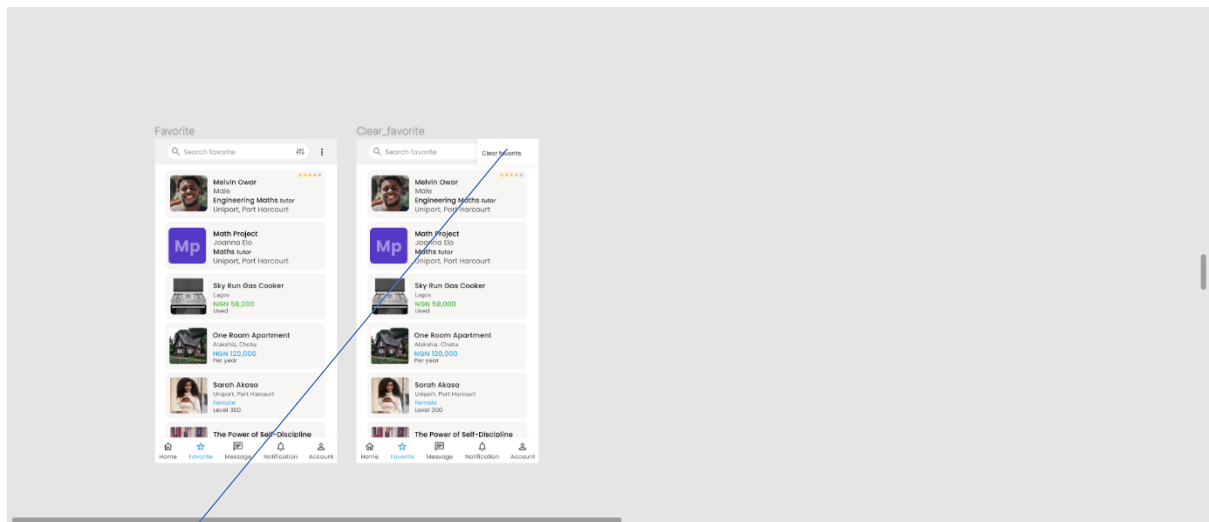 Favorite
Search favorite
Melvin Owor
Male
Engineering Maths tutor
Uniport, Port Harcourt
Mp
Math Project
Joanna Elo
Maths tutor
Uniport, Port Harcourt
Sky Run Gas Cooker
Lagos
NGN 58,000
Used
One Room Apartment
Alakahia, Choba
NGN 120,000
Per year
Sarah Akasa
Uniport, Port Harcourt
Female
Level 300
The Power of Self-Discipline
Home Favorite Message Notification Account
Clear_favorite
Search favorite
Clear favorite
Melvin Owor
Male
Engineering Maths tutor
Uniport, Port Harcourt
Mp
Math Project
Joanna Elo
Maths tutor
Uniport, Port Harcourt
Sky Run Gas Cooker
Lagos
NGN 58,000
Used
One Room Apartment
Alakahia, Choba
NGN 120,000
Per year
Sarah Akasa
Uniport, Port Harcourt
Female
Level 300
The Power of Self-Discipline
Home Favorite Message Notification Account